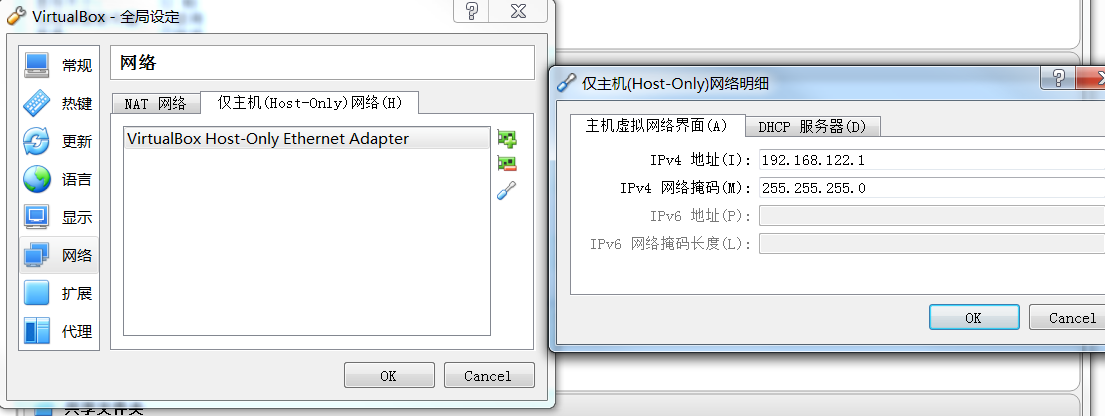 VirtualBox - 全局设定
常规
热键
更新
语言
显示
网络
扩展
代理
网络
NAT 网络
仅主机(Host-Only)网络(H)
VirtualBox Host-Only Ethernet Adapter
OK
Cancel
仅主机(Host-Only)网络明细
主机虚拟网络界面(A)
DHCP 服务器(D)
IPv4 地址(I): 192.168.122.1
IPv4 网络掩码(M): 255.255.255.0
IPv6 地址(P):
IPv6 网络掩码长度(L):
OK
Cancel
共享文件夹